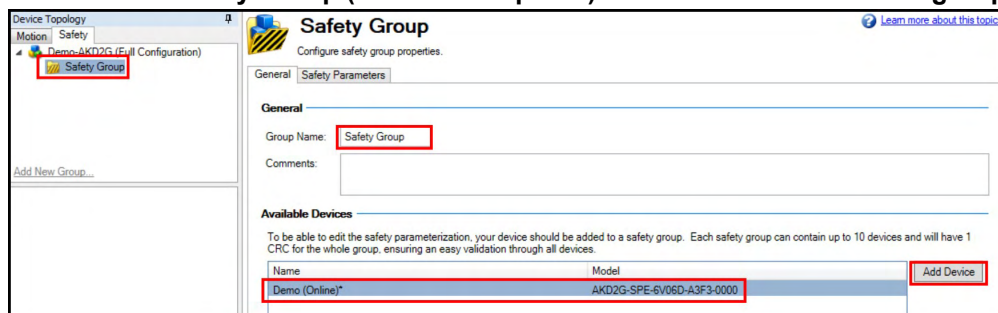 Device Topology
Motion Safety
Demo-AKD2G (Full Configuration)
Safety Group
Add New Group...
Safety Group
Configure safety group properties.
Learn more about this topic
General Safety Parameters
General
Group Name: Safety Group
Comments:
Available Devices
To be able to edit the safety parameterization, your device should be added to a safety group. Each safety group can contain up to 10 devices and will have 1
CRC for the whole group, ensuring an easy validation through all devices.
Name Model
Demo (Online)* AKD2G-SPE-6V06D-A3F3-0000
Add Device